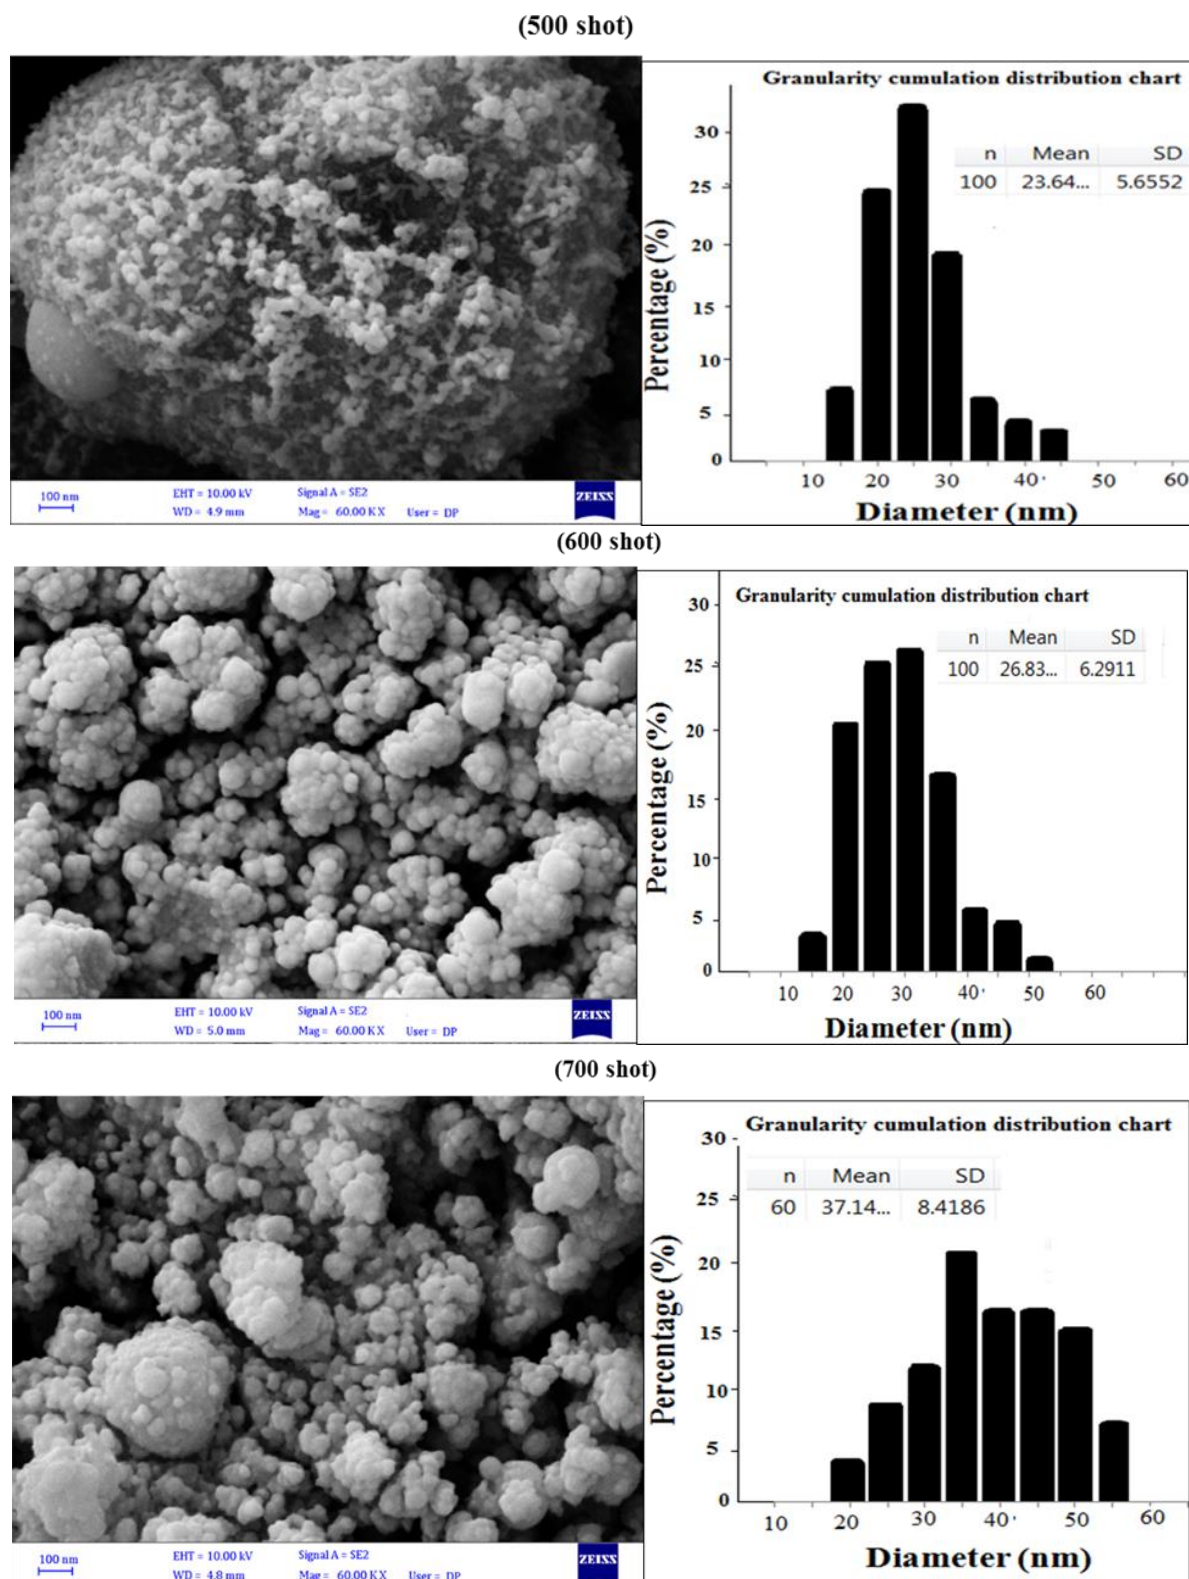 (500 shot)
Granularity cumulation distribution chart
n Mean SD
100 23.64... 5.6552
Percentage (%)
30
25
20
15
10
5
0
10 20 30 40 50 60
Diameter (nm)
100 nm
EHT = 10.00 kV Signal A = SE2
WD = 4.9 mm Mag = 60.00 K X User = DP
ZEISS
(600 shot)
Granularity cumulation distribution chart
n Mean SD
100 26.83... 6.2911
Percentage (%)
30
25
20
15
10
5
0
10 20 30 40 50 60
Diameter (nm)
100 nm
EHT = 10.00 kV Signal A = SE2
WD = 5.0 mm Mag = 60.00 K X User = DP
ZEISS
(700 shot)
Granularity cumulation distribution chart
n Mean SD
60 37.14... 8.4186
Percentage (%)
30
25
20
15
10
5
0
10 20 30 40 50 60
Diameter (nm)
100 nm
EHT = 10.00 kV Signal A = SE2
WD = 4.8 mm Mag = 60.00 K X User = DP
ZEISS